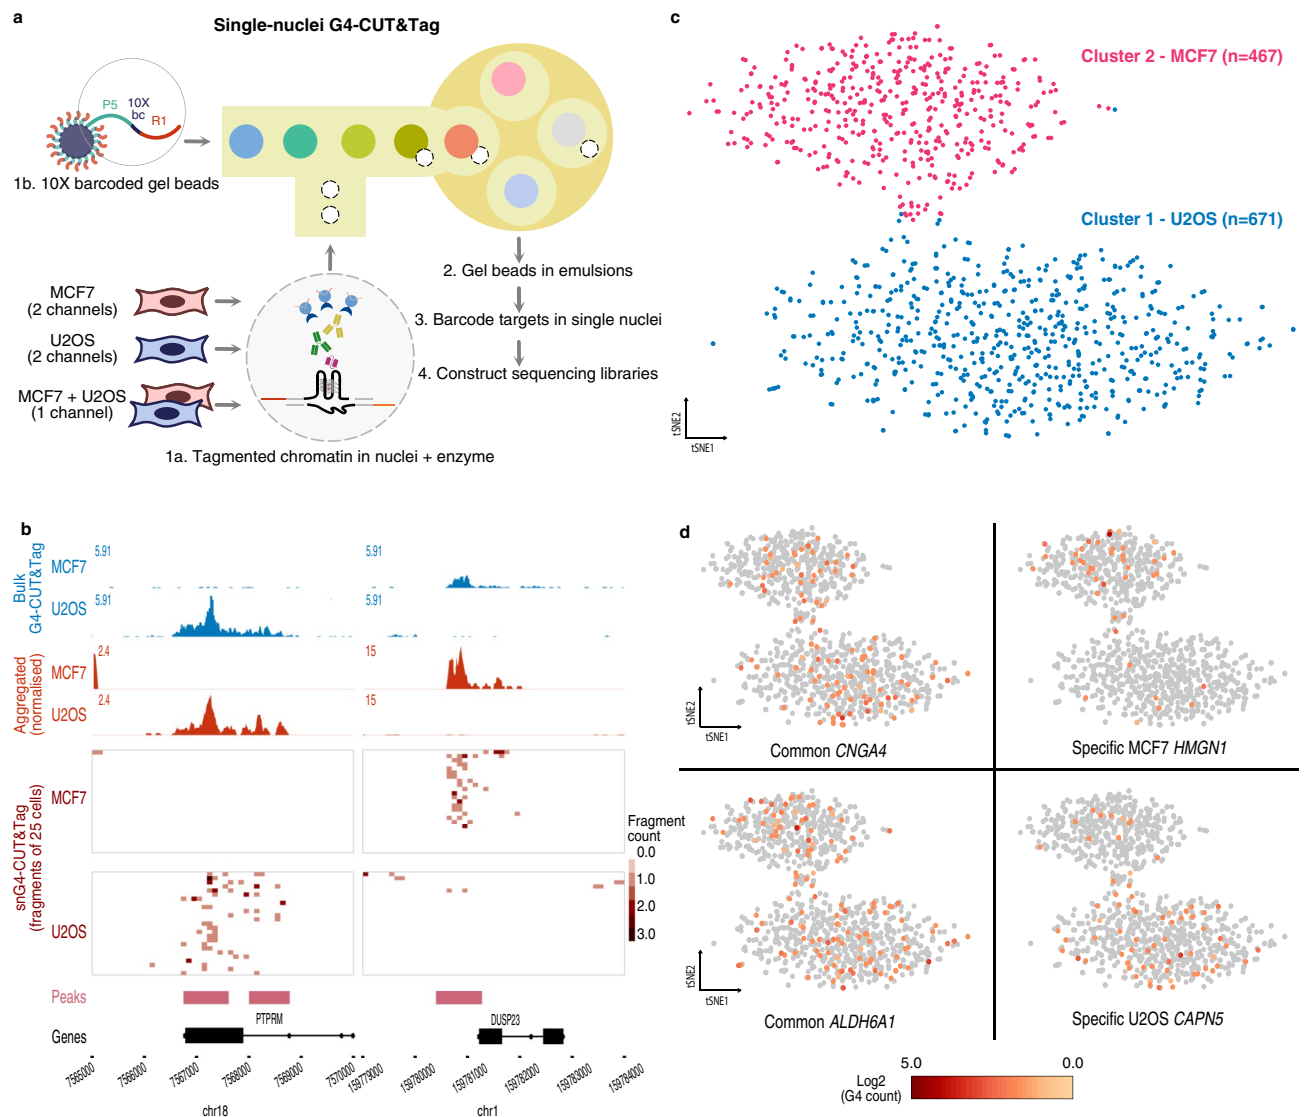 a
Single-nuclei G4-CUT&Tag
P5
10X
bc
R1
1b. 10X barcoded gel beads
MCF7
(2 channels)
U2OS
(2 channels)
MCF7 + U2OS
(1 channel)
1a. Tagmented chromatin in nuclei + enzyme
2. Gel beads in emulsions
3. Barcode targets in single nuclei
4. Construct sequencing libraries
c
Cluster 2 - MCF7 (n=467)
Cluster 1 - U2OS (n=671)
tSNE2
tSNE1
b
Bulk
G4-CUT&Tag
MCF7
5.91
5.91
U2OS
5.91
5.91
Aggregated
(normalised)
MCF7
2.4
15
U2OS
2.4
15
snG4-CUT&Tag
(fragments of 25 cells)
MCF7
U2OS
Fragment
count
0.0
1.0
2.0
3.0
Peaks
Genes
PTPRM
DUSP23
7565000
7566000
7567000
7568000
7569000
7570000
159779000
159780000
159781000
159782000
159783000
159784000
chr18
chr1
d
tSNE2
tSNE1
Common CNGA4
Specific MCF7 HMGN1
tSNE2
tSNE1
Common ALDH6A1
Specific U2OS CAPN5
Log2
(G4 count)
5.0
0.0